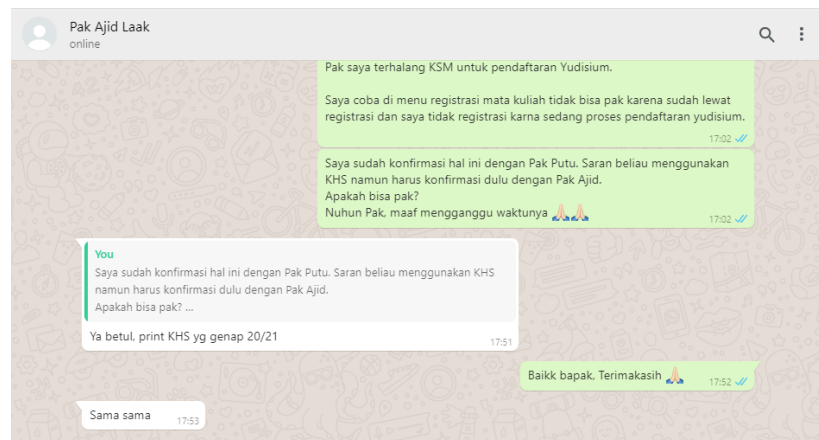 Pak Ajid Laak
online
Pak saya terhalang KSM untuk pendaftaran Yudisium.
Saya coba di menu registrasi mata kuliah tidak bisa pak karena sudah lewat
registrasi dan saya tidak registrasi karna sedang proses pendaftaran yudisium.
17:02
Saya sudah konfirmasi hal ini dengan Pak Putu. Saran beliau menggunakan
KHS namun harus konfirmasi dulu dengan Pak Ajid.
Apakah bisa pak?
Nuhun Pak, maaf mengganggu waktunya 🙏🏻🙏🏻
17:02
You
Saya sudah konfirmasi hal ini dengan Pak Putu. Saran beliau menggunakan KHS
namun harus konfirmasi dulu dengan Pak Ajid.
Apakah bisa pak? ...
Ya betul, print KHS yg genap 20/21
17:51
Baikk bapak, Terimakasih 🙏🏻
17:52
Sama sama
17:53